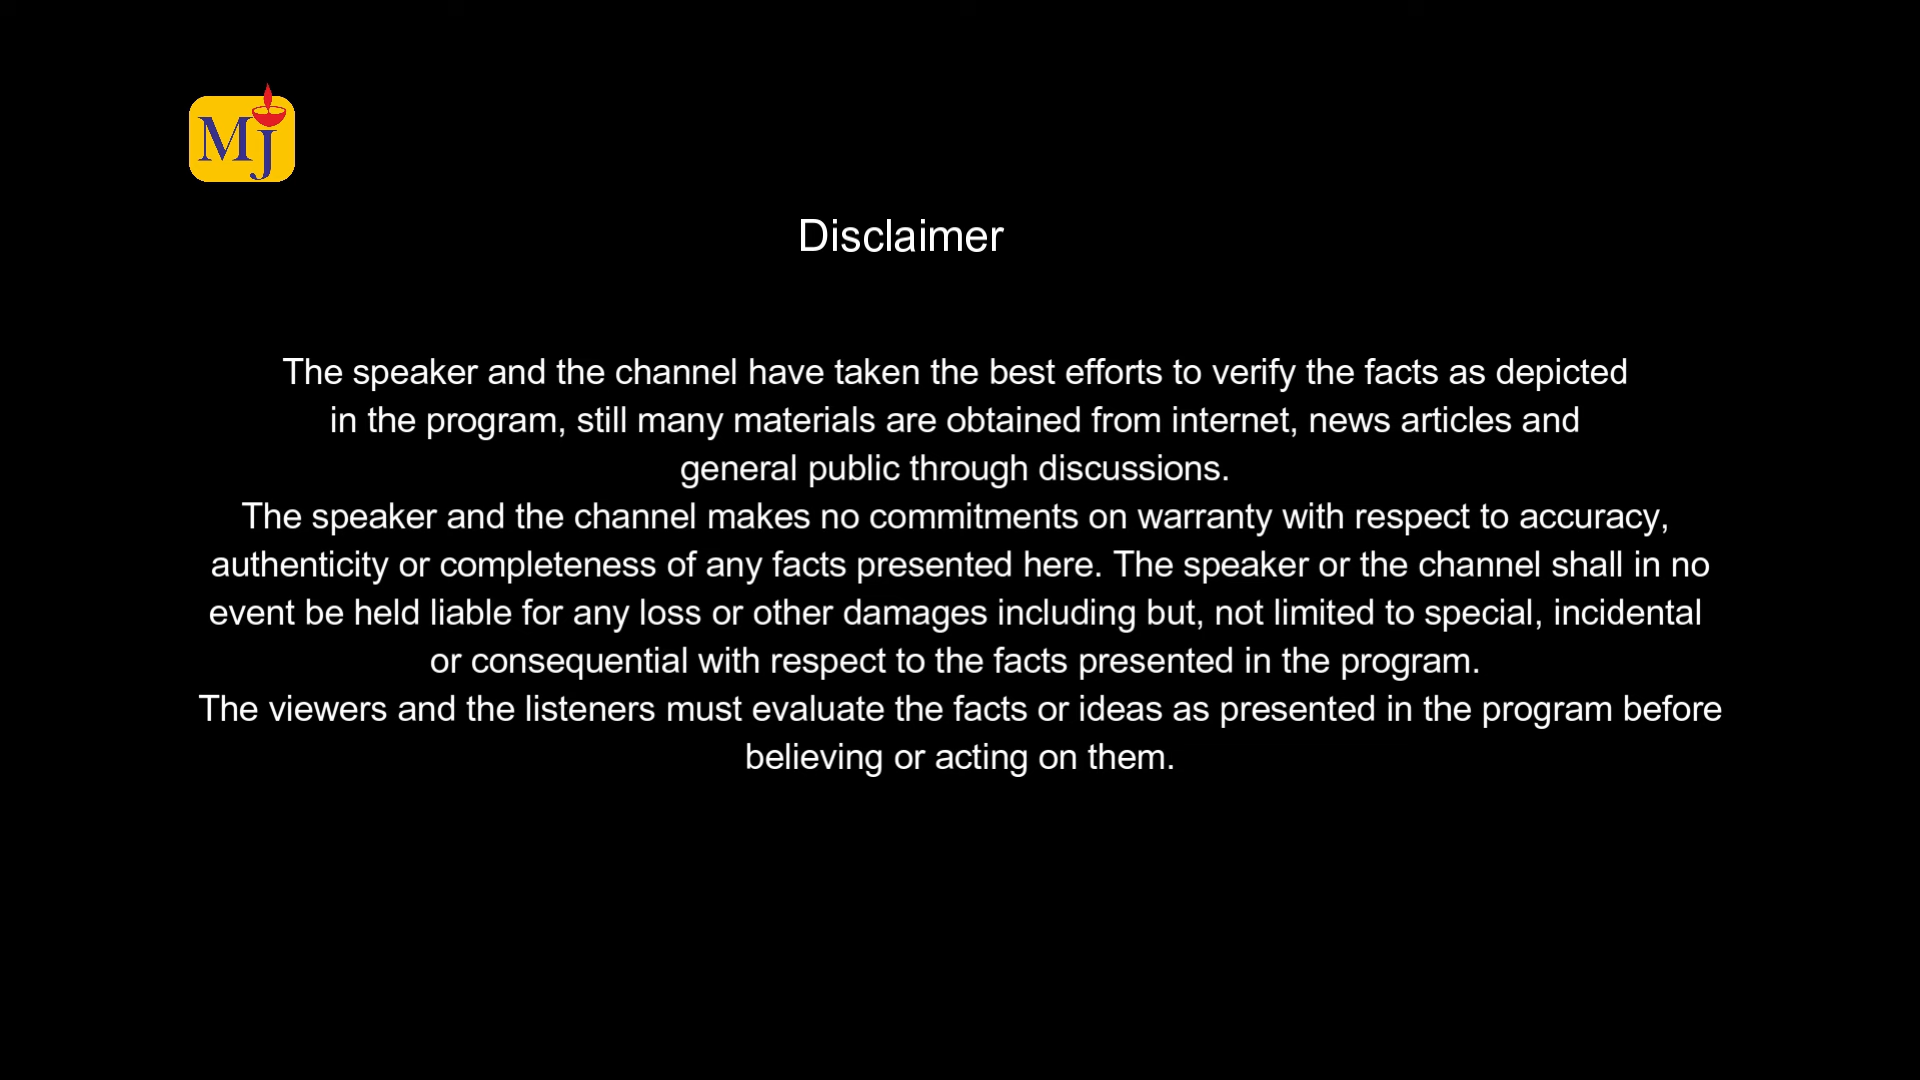 MJ
Disclaimer
The speaker and the channel have taken the best efforts to verify the facts as depicted
in the program, still many materials are obtained from internet, news articles and
general public through discussions.
The speaker and the channel makes no commitments on warranty with respect to accuracy,
authenticity or completeness of any facts presented here. The speaker or the channel shall in no
event be held liable for any loss or other damages including but, not limited to special, incidental
or consequential with respect to the facts presented in the program.
The viewers and the listeners must evaluate the facts or ideas as presented in the program before
believing or acting on them.